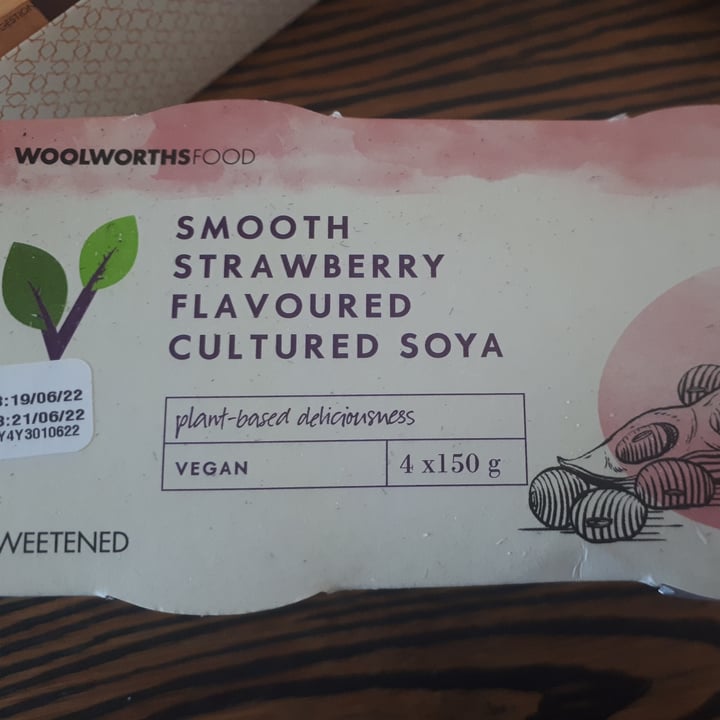 WOOLWORTHSFOOD
SMOOTH
STRAWBERRY
FLAVOURED
CULTURED SOYA
:19/06/22
:21/06/22
Y4Y3010622
plant-based deliciousness
VEGAN
4 x150 g
WEETENED